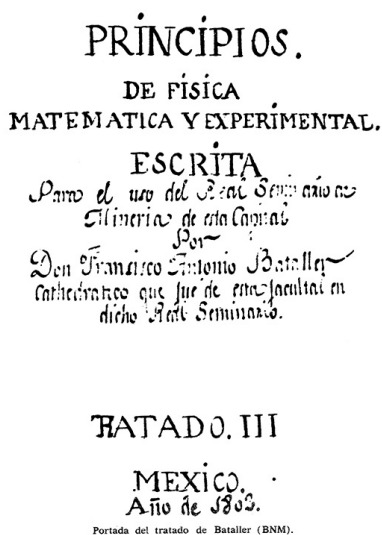 PRINCIPIOS.
DE FISICA
MATEMATICA Y EXPERIMENTAL.
ESCRITA
Para el uso del Real Seminario de
Mineria de esta Capital
Por
Don Francisco Antonio Bataller
Cathedratico que fue de esta facultad en
dicho Real Seminario.
TRATADO. III
MEXICO.
Año de 1802.
Portada del tratado de Bataller (BNM).